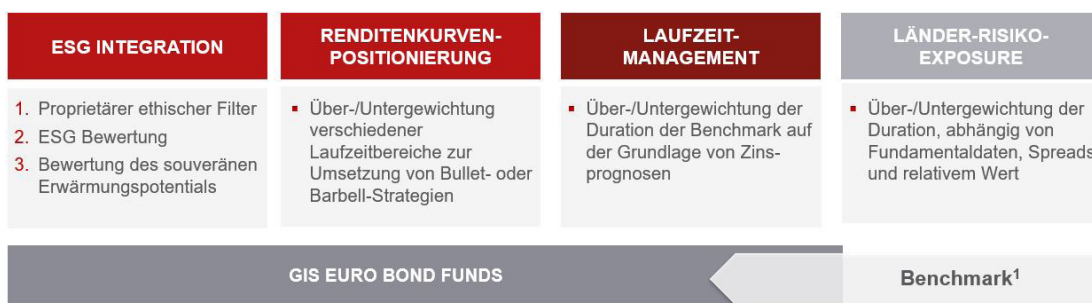 ESG INTEGRATION
1. Proprietärer ethischer Filter
2. ESG Bewertung
3. Bewertung des souveränen
Erwärmungspotentials
RENDITENKURVEN-
POSITIONIERUNG
▪ Über-/Untergewichtung
verschiedener
Laufzeitbereiche zur
Umsetzung von Bullet- oder
Barbell-Strategien
LAUFZEIT-
MANAGEMENT
▪ Über-/Untergewichtung der
Duration der Benchmark auf
der Grundlage von Zins-
prognosen
LÄNDER-RISIKO-
EXPOSURE
▪ Über-/Untergewichtung der
Duration, abhängig von
Fundamentaldaten, Spreads
und relativem Wert
GIS EURO BOND FUNDS
Benchmark¹